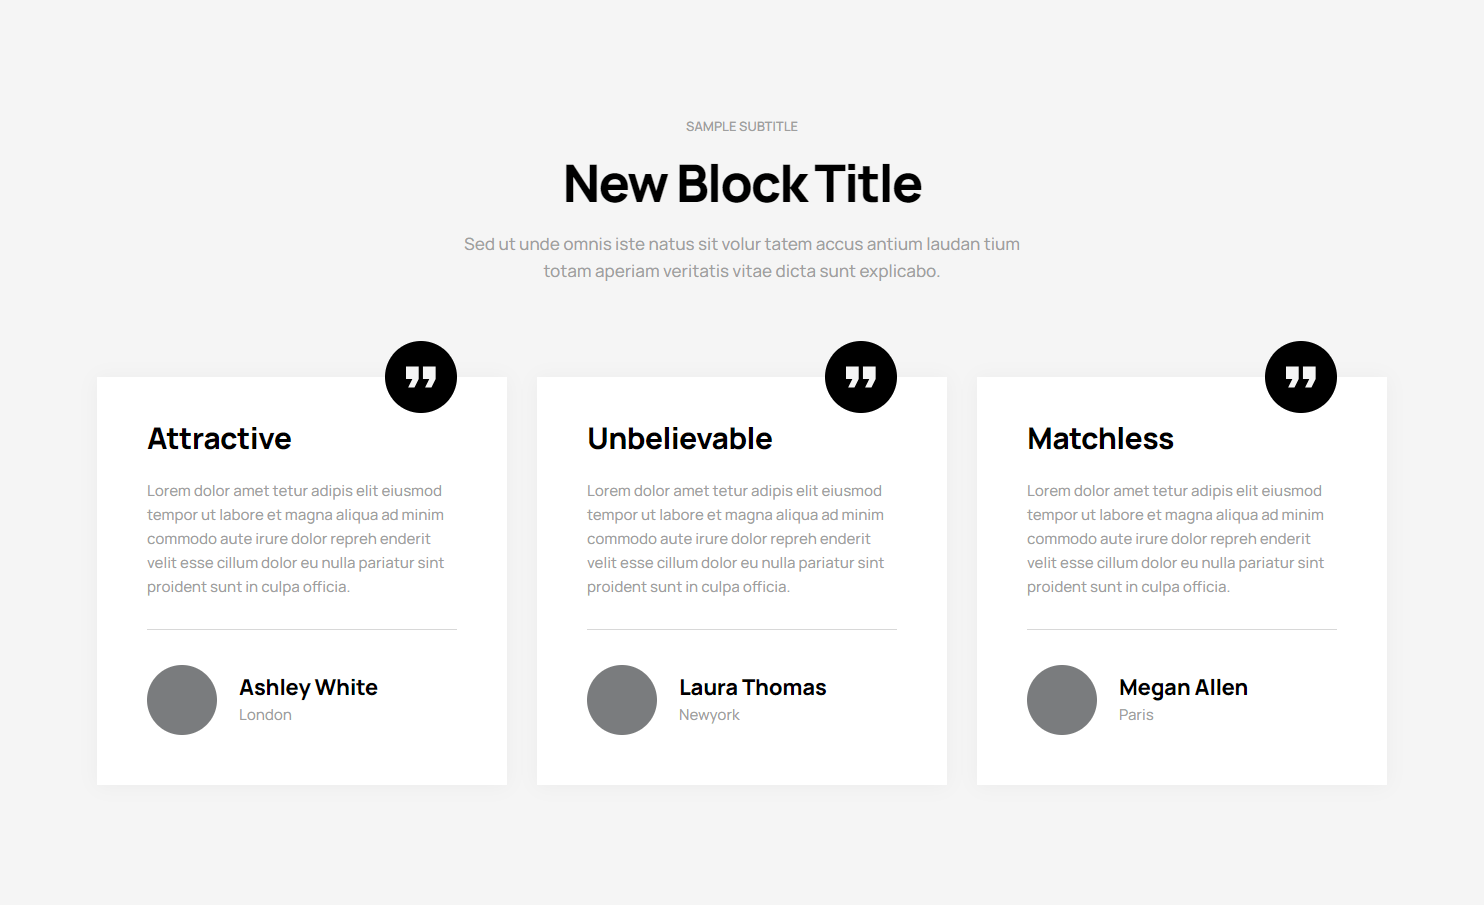 SAMPLE SUBTITLE
New Block Title
Sed ut unde omnis iste natus sit volur tatem accus antium laudan tium
totam aperiam veritatis vitae dicta sunt explicabo.
Attractive
Lorem dolor amet tetur adipis elit eiusmod
tempor ut labore et magna aliqua ad minim
commodo aute irure dolor repreh enderit
velit esse cillum dolor eu nulla pariatur sint
proident sunt in culpa officia.
Ashley White
London
Unbelievable
Lorem dolor amet tetur adipis elit eiusmod
tempor ut labore et magna aliqua ad minim
commodo aute irure dolor repreh enderit
velit esse cillum dolor eu nulla pariatur sint
proident sunt in culpa officia.
Laura Thomas
Newyork
Matchless
Lorem dolor amet tetur adipis elit eiusmod
tempor ut labore et magna aliqua ad minim
commodo aute irure dolor repreh enderit
velit esse cillum dolor eu nulla pariatur sint
proident sunt in culpa officia.
Megan Allen
Paris